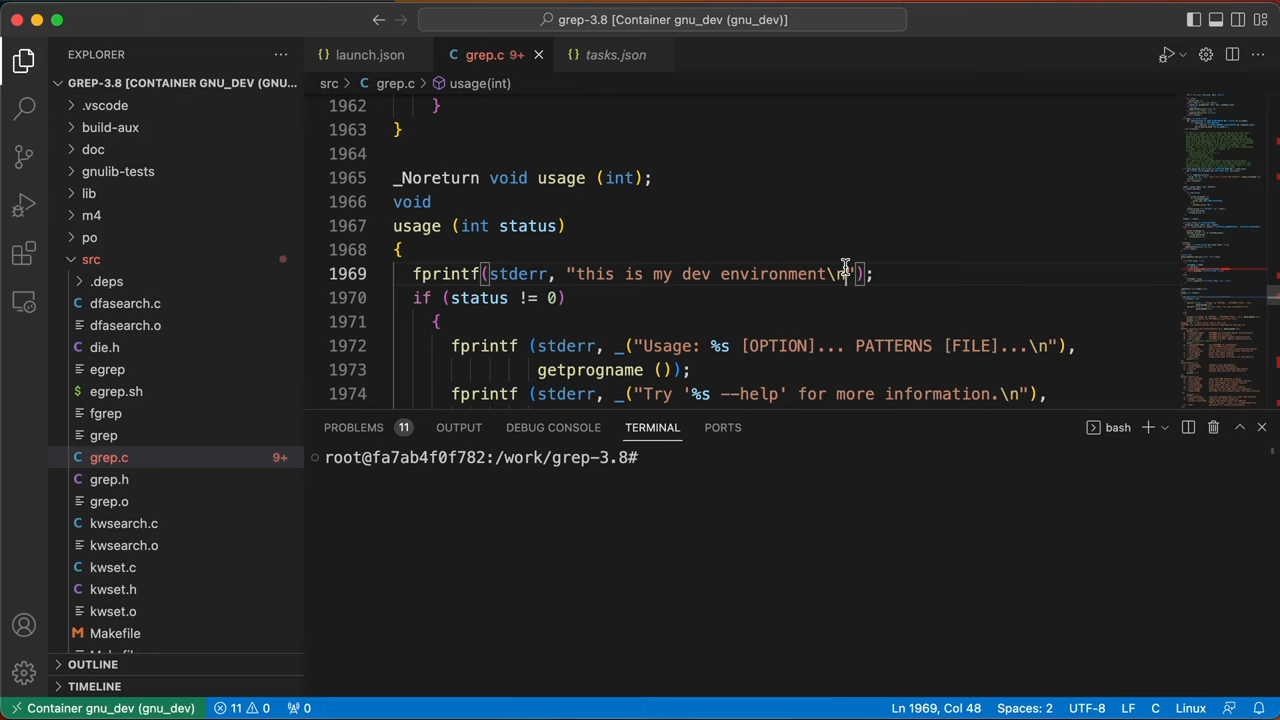 grep-3.8 [Container gnu_dev (gnu_dev)]
EXPLORER
launch.json
grep.c 9+
tasks.json
GREP-3.8 [CONTAINER GNU_DEV (GNU...
src
grep.c
usage(int)
.vscode
build-aux
doc
gnulib-tests
lib
m4
po
src
.deps
dfasearch.c
dfasearch.o
die.h
egrep
egrep.sh
fgrep
grep
grep.c 9+
grep.h
grep.o
kwsearch.c
kwsearch.o
kwset.c
kwset.h
kwset.o
Makefile
OUTLINE
TIMELINE
1962 }
1963 }
1964
1965 _Noreturn void usage (int);
1966 void
1967 usage (int status)
1968 {
1969 fprintf(stderr, "this is my dev environment\n");
1970 if (status != 0)
1971 {
1972 fprintf (stderr, _("Usage: %s [OPTION]... PATTERNS [FILE]...\n"),
1973 getprogname ());
1974 fprintf (stderr, _("Try '%s --help' for more information.\n"),
PROBLEMS 11 OUTPUT DEBUG CONSOLE TERMINAL PORTS
bash
root@fa7ab4f0f782:/work/grep-3.8#
Container gnu_dev (gnu_dev) 11 0 0 Ln 1969, Col 48 Spaces: 2 UTF-8 LF C Linux